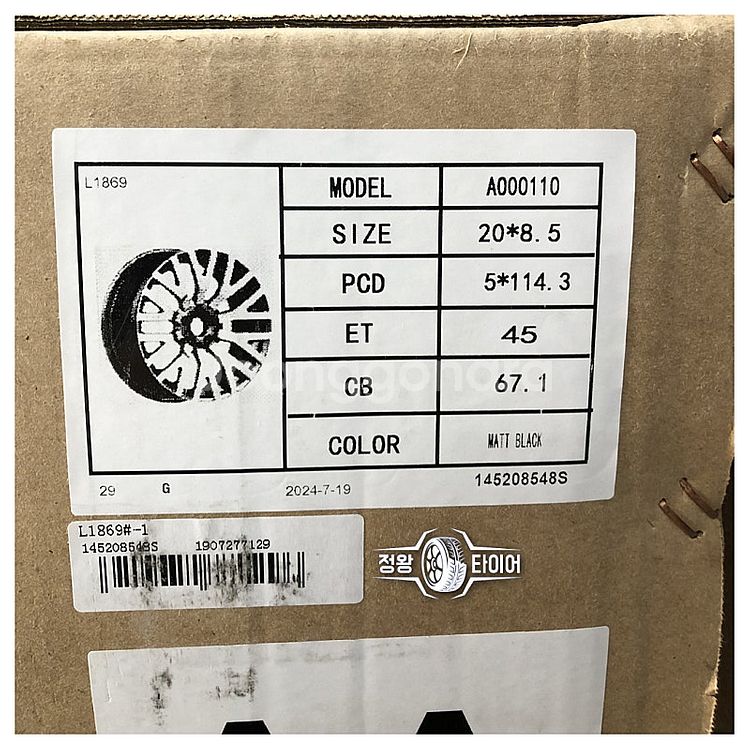 L1869
MODEL A000110
SIZE 20*8.5
PCD 5*114.3
ET 45
CB 67.1
COLOR MATT BLACK
29 G 2024-7-19 145208548S
L1869#-1
145208548S 1907277129
정왕 타이어